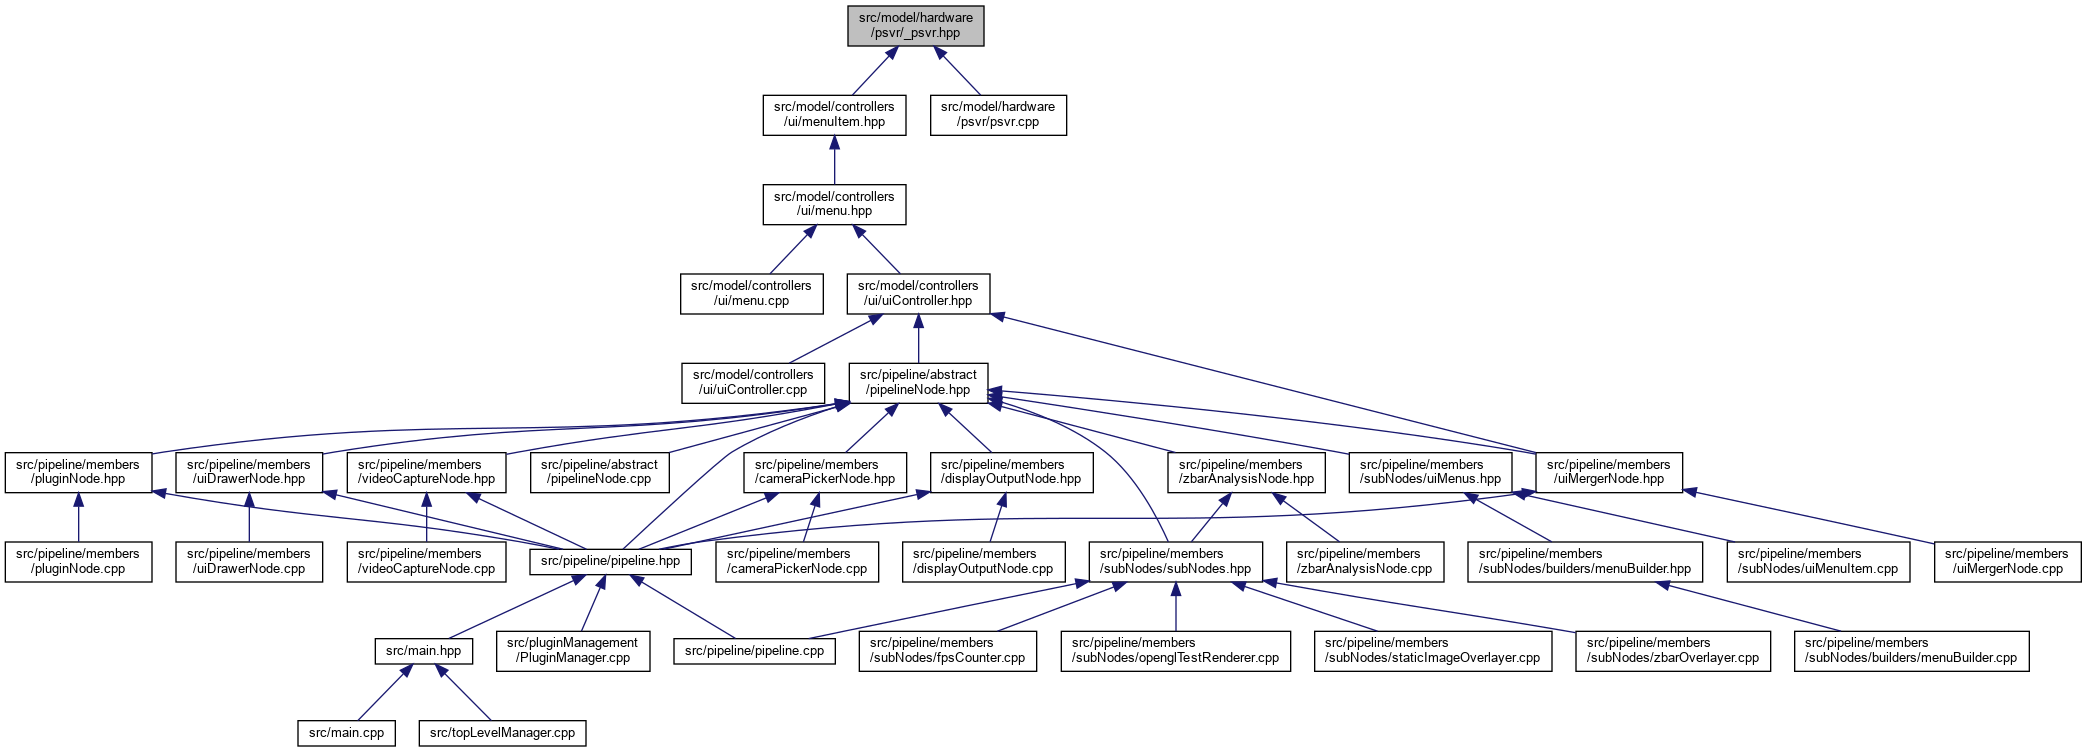 src/model/hardware
/psvr/_psvr.hpp
src/model/controllers
/ui/menuItem.hpp
src/model/hardware
/psvr/psvr.cpp
src/model/controllers
/ui/menu.hpp
src/model/controllers
/ui/menu.cpp
src/model/controllers
/ui/uiController.hpp
src/model/controllers
/ui/uiController.cpp
src/pipeline/abstract
/pipelineNode.hpp
src/pipeline/members
/pluginNode.hpp
src/pipeline/members
/uiDrawerNode.hpp
src/pipeline/members
/videoCaptureNode.hpp
src/pipeline/abstract
/pipelineNode.cpp
src/pipeline/members
/cameraPickerNode.hpp
src/pipeline/members
/displayOutputNode.hpp
src/pipeline/members
/zbarAnalysisNode.hpp
src/pipeline/members
/subNodes/uiMenus.hpp
src/pipeline/members
/uiMergerNode.hpp
src/pipeline/members
/pluginNode.cpp
src/pipeline/members
/uiDrawerNode.cpp
src/pipeline/members
/videoCaptureNode.cpp
src/pipeline/pipeline.hpp
src/pipeline/members
/cameraPickerNode.cpp
src/pipeline/members
/displayOutputNode.cpp
src/pipeline/members
/subNodes/subNodes.hpp
src/pipeline/members
/zbarAnalysisNode.cpp
src/pipeline/members
/subNodes/builders/menuBuilder.hpp
src/pipeline/members
/subNodes/uiMenuItem.cpp
src/pipeline/members
/uiMergerNode.cpp
src/main.hpp
src/pluginManagement
/PluginManager.cpp
src/pipeline/pipeline.cpp
src/pipeline/members
/subNodes/fpsCounter.cpp
src/pipeline/members
/subNodes/openglTestRenderer.cpp
src/pipeline/members
/subNodes/staticImageOverlayer.cpp
src/pipeline/members
/subNodes/zbarOverlayer.cpp
src/pipeline/members
/subNodes/builders/menuBuilder.cpp
src/main.cpp
src/topLevelManager.cpp